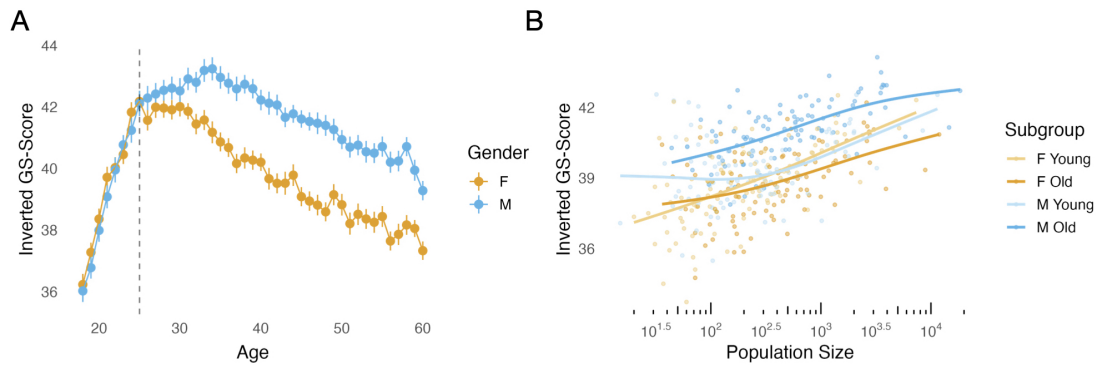 A
Inverted GS-Score
44
42
40
38
36
20
30
40
50
60
Age
Gender
F
M
B
Inverted GS-Score
42
39
36
10^1.5
10^2
10^2.5
10^3
10^3.5
10^4
Population Size
Subgroup
F Young
F Old
M Young
M Old